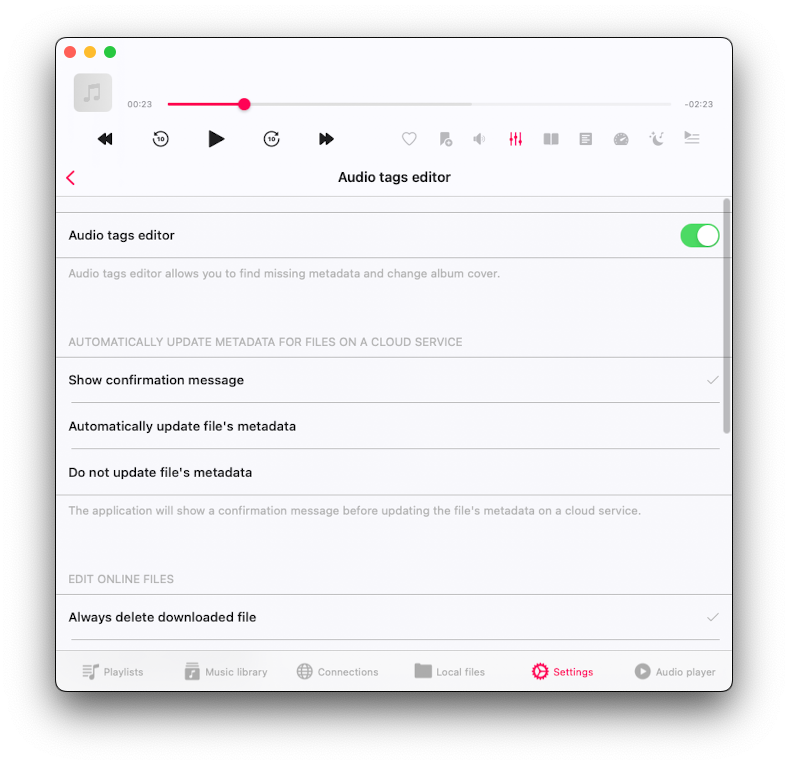 00:23
-02:23
10
10
Audio tags editor
Audio tags editor
Audio tags editor allows you to find missing metadata and change album cover.
AUTOMATICALLY UPDATE METADATA FOR FILES ON A CLOUD SERVICE
Show confirmation message
Automatically update file's metadata
Do not update file's metadata
The application will show a confirmation message before updating the file's metadata on a cloud service.
EDIT ONLINE FILES
Always delete downloaded file
Playlists
Music library
Connections
Local files
Settings
Audio player